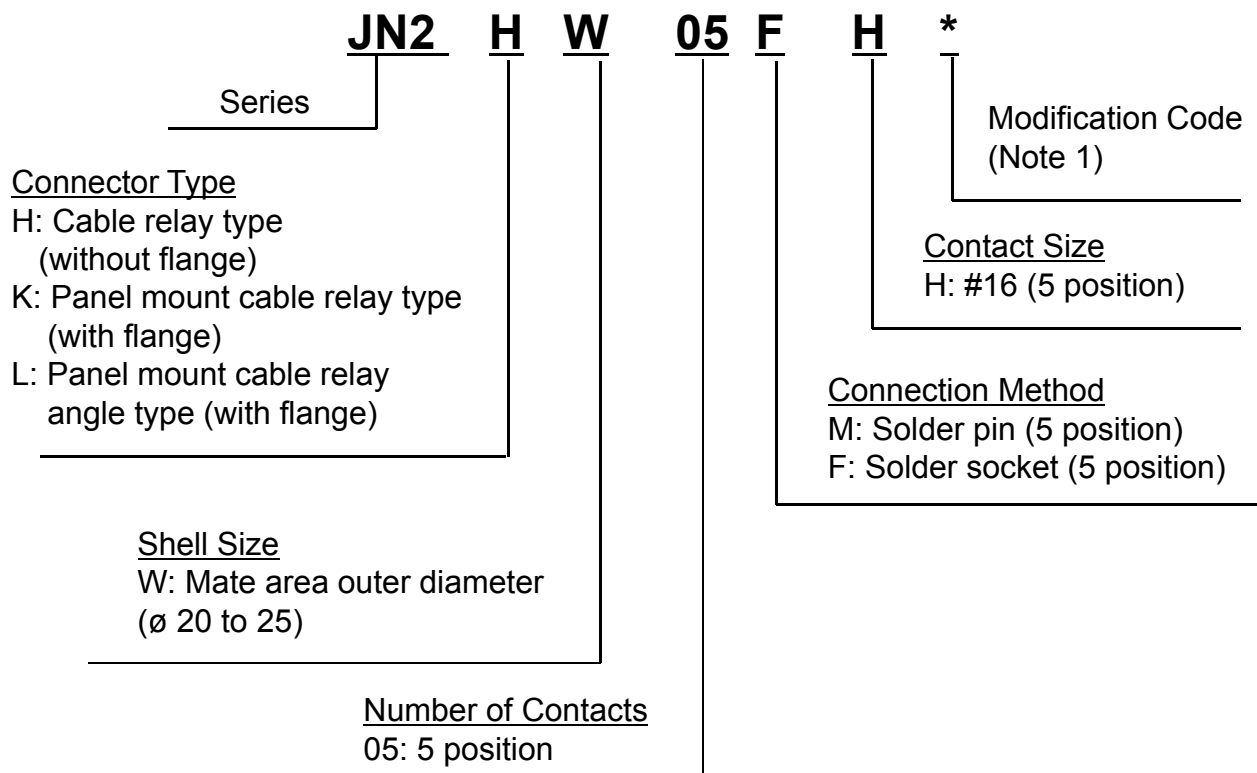 JN2 H W 05 F H *
Series
Modification Code
(Note 1)
Connector Type
H: Cable relay type
(without flange)
K: Panel mount cable relay type
(with flange)
L: Panel mount cable relay
angle type (with flange)
Contact Size
H: #16 (5 position)
Connection Method
M: Solder pin (5 position)
F: Solder socket (5 position)
Shell Size
W: Mate area outer diameter
(ø 20 to 25)
Number of Contacts
05: 5 position